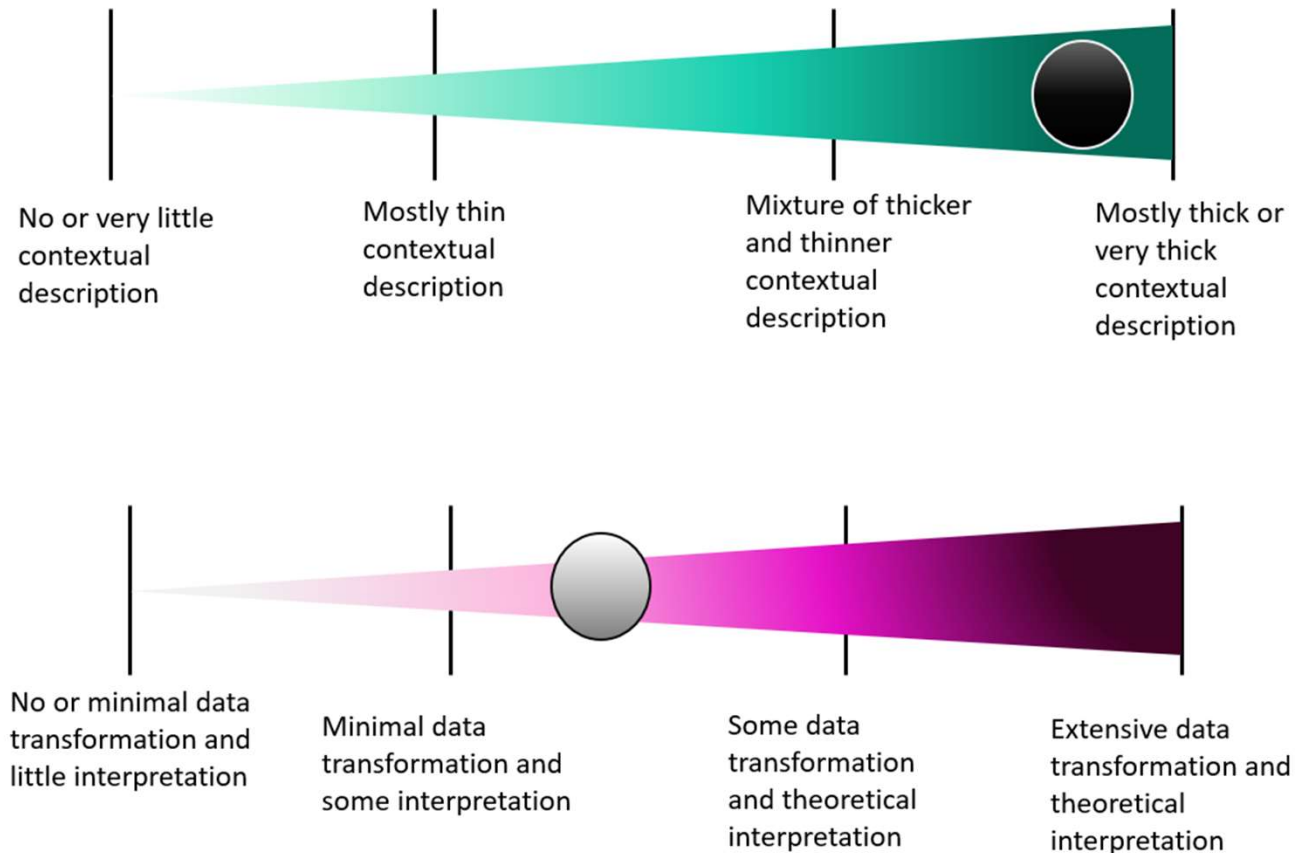 No or very little
contextual
description
Mostly thin
contextual
description
Mixture of thicker
and thinner
contextual
description
Mostly thick or
very thick
contextual
description
No or minimal data
transformation and
little interpretation
Minimal data
transformation and
some interpretation
Some data
transformation
and theoretical
interpretation
Extensive data
transformation and
theoretical
interpretation